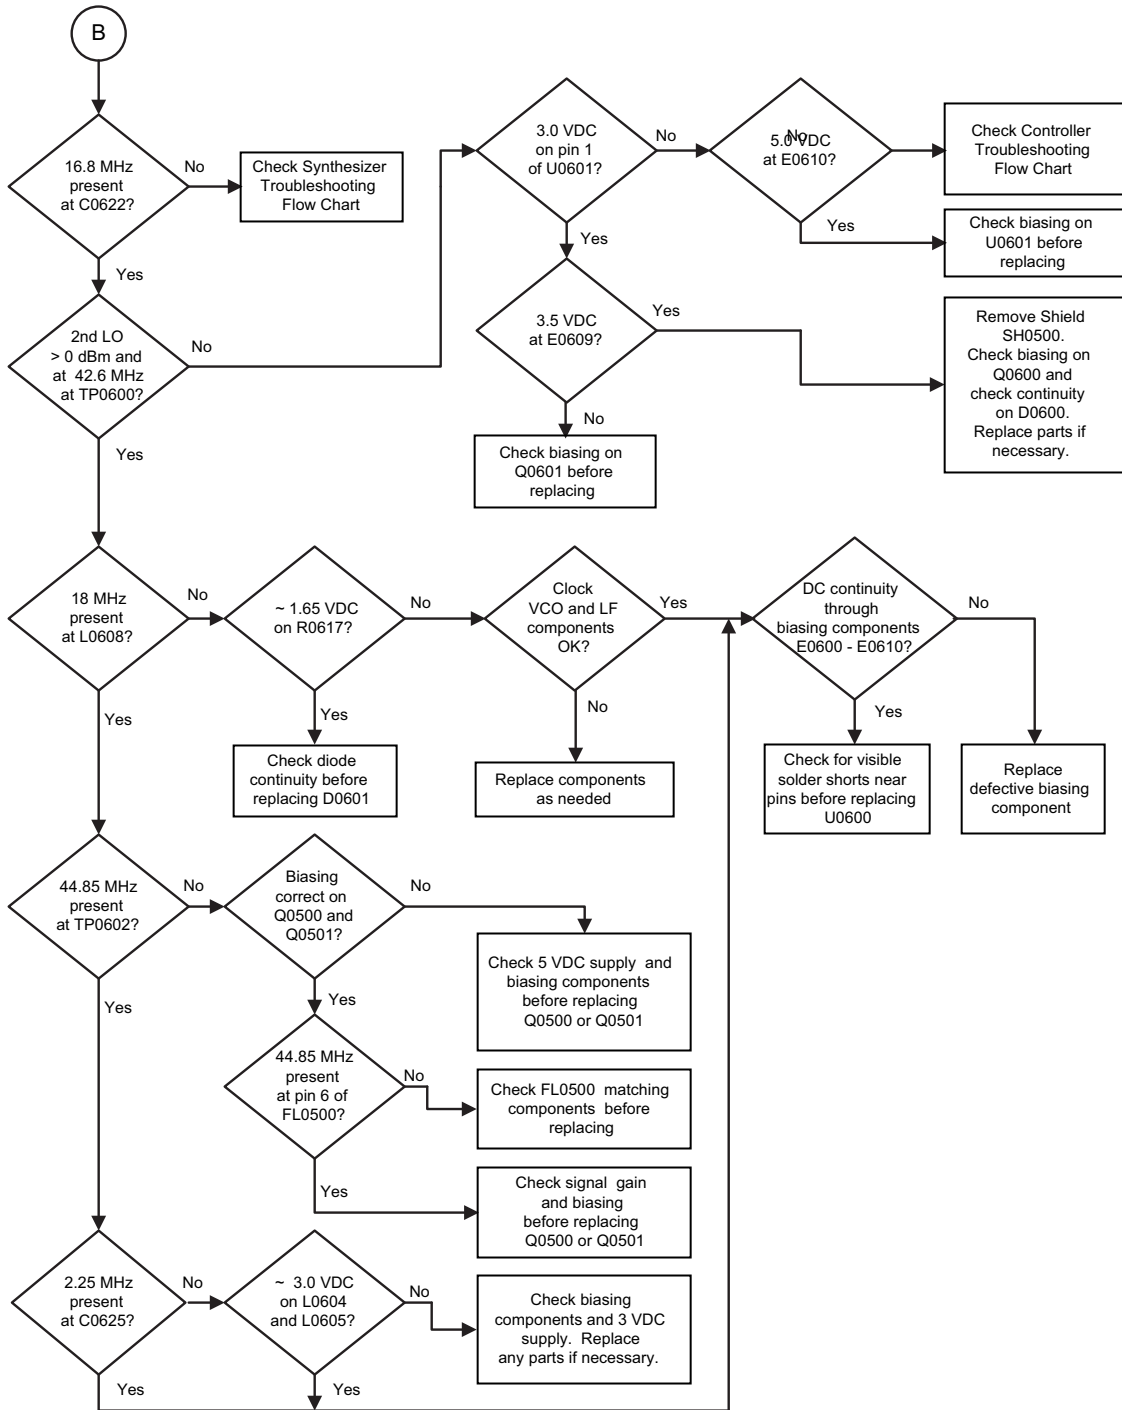 B
16.8 MHz
present
at C0622?
No
Check Synthesizer
Troubleshooting
Flow Chart
Yes
2nd LO
> 0 dBm and
at 42.6 MHz
at TP0600?
No
Yes
3.0 VDC
on pin 1
of U0601?
No
Yes
5.0 VDC
at E0610?
No
Check Controller
Troubleshooting
Flow Chart
Yes
Check biasing on
U0601 before
replacing
3.5 VDC
at E0609?
Yes
Remove Shield
SH0500.
Check biasing on
Q0600 and
check continuity
on D0600.
Replace parts if
necessary.
No
Check biasing on
Q0601 before
replacing
18 MHz
present
at L0608?
No
Yes
~ 1.65 VDC
on R0617?
No
Yes
Check diode
continuity before
replacing D0601
Clock
VCO and LF
components
OK?
Yes
No
Replace components
as needed
DC continuity
through
biasing components
E0600 - E0610?
No
Yes
Check for visible
solder shorts near
pins before replacing
U0600
Replace
defective biasing
component
44.85 MHz
present
at TP0602?
No
Yes
Biasing
correct on
Q0500 and
Q0501?
No
Yes
Check 5 VDC supply and
biasing components
before replacing
Q0500 or Q0501
44.85 MHz
present
at pin 6 of
FL0500?
No
Check FL0500 matching
components before
replacing
Yes
Check signal gain
and biasing
before replacing
Q0500 or Q0501
2.25 MHz
present
at C0625?
No
Yes
~ 3.0 VDC
on L0604
and L0605?
No
Yes
Check biasing
components and 3 VDC
supply. Replace
any parts if necessary.